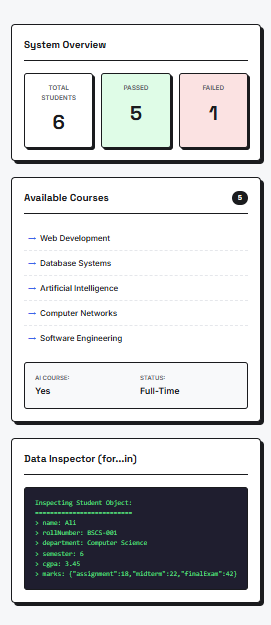 System Overview
TOTAL
STUDENTS
6
PASSED
5
FAILED
1
Available Courses
5
→ Web Development
→ Database Systems
→ Artificial Intelligence
→ Computer Networks
→ Software Engineering
AI COURSE:
Yes
STATUS:
Full-Time
Data Inspector (for...in)
Inspecting Student Object:
==========================
> name: Ali
> rollNumber: BSCS-001
> department: Computer Science
> semester: 6
> cgpa: 3.45
> marks: {"assignment":18,"midterm":22,"finalExam":42}